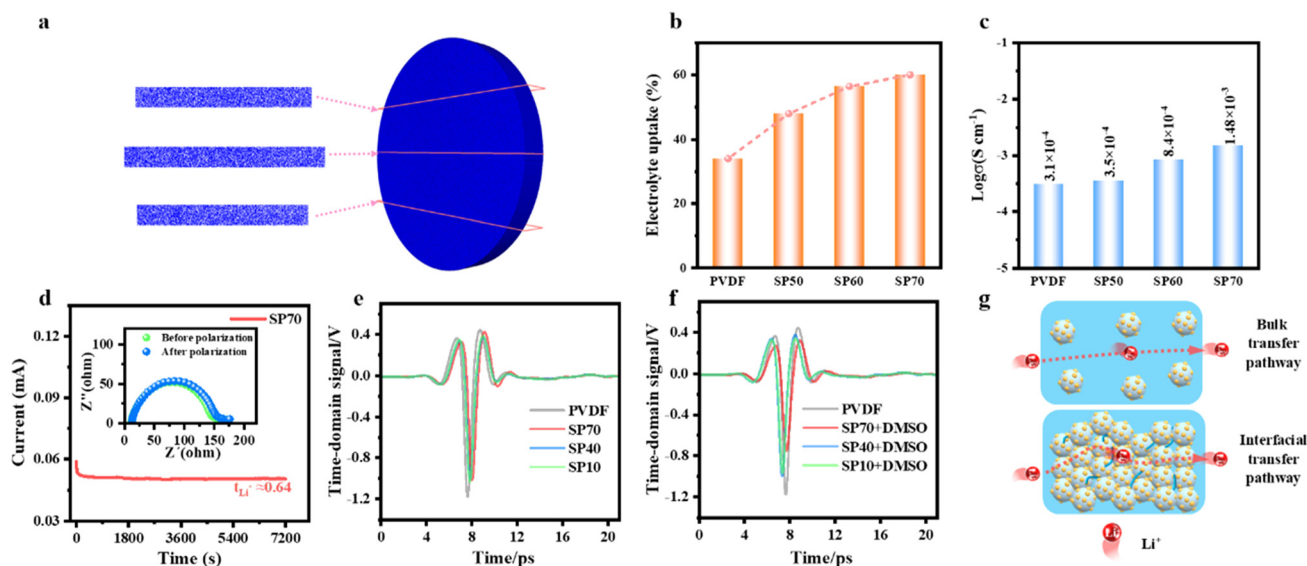 a
b
Electrolyte uptake (%)
60
40
20
0
PVDF SP50 SP60 SP70
c
Logσ(S cm⁻¹)
-1
-2
-3
-4
-5
3.1×10⁻⁴
3.5×10⁻⁴
8.4×10⁻⁴
1.48×10⁻³
PVDF SP50 SP60 SP70
d
Current (mA)
0.12
0.09
0.06
0.03
SP70
Before polarization
After polarization
Z''(ohm)
100
50
0
0 25 50 75 100 125 150 175 200
Z'(ohm)
tLi⁺≈0.64
0 1800 3600 5400 7200
Time (s)
e
Time-domain signal/V
0.4
0.0
-0.4
-0.8
-1.2
PVDF
SP70
SP40
SP10
0 4 8 12 16 20
Time/ps
f
Time-domain signal/V
0.4
0.0
-0.4
-0.8
-1.2
PVDF
SP70+DMSO
SP40+DMSO
SP10+DMSO
0 4 8 12 16 20
Time/ps
g
Bulk
transfer
pathway
Interfacial
transfer
pathway
Li⁺